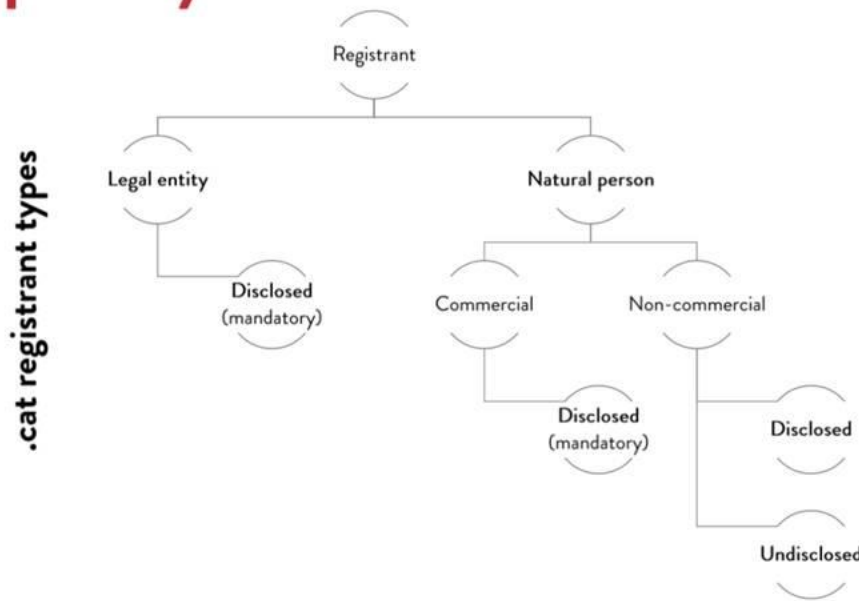 .cat registrant types
Registrant
Legal entity
Natural person
Disclosed
(mandatory)
Commercial
Non-commercial
Disclosed
(mandatory)
Disclosed
Undisclosed